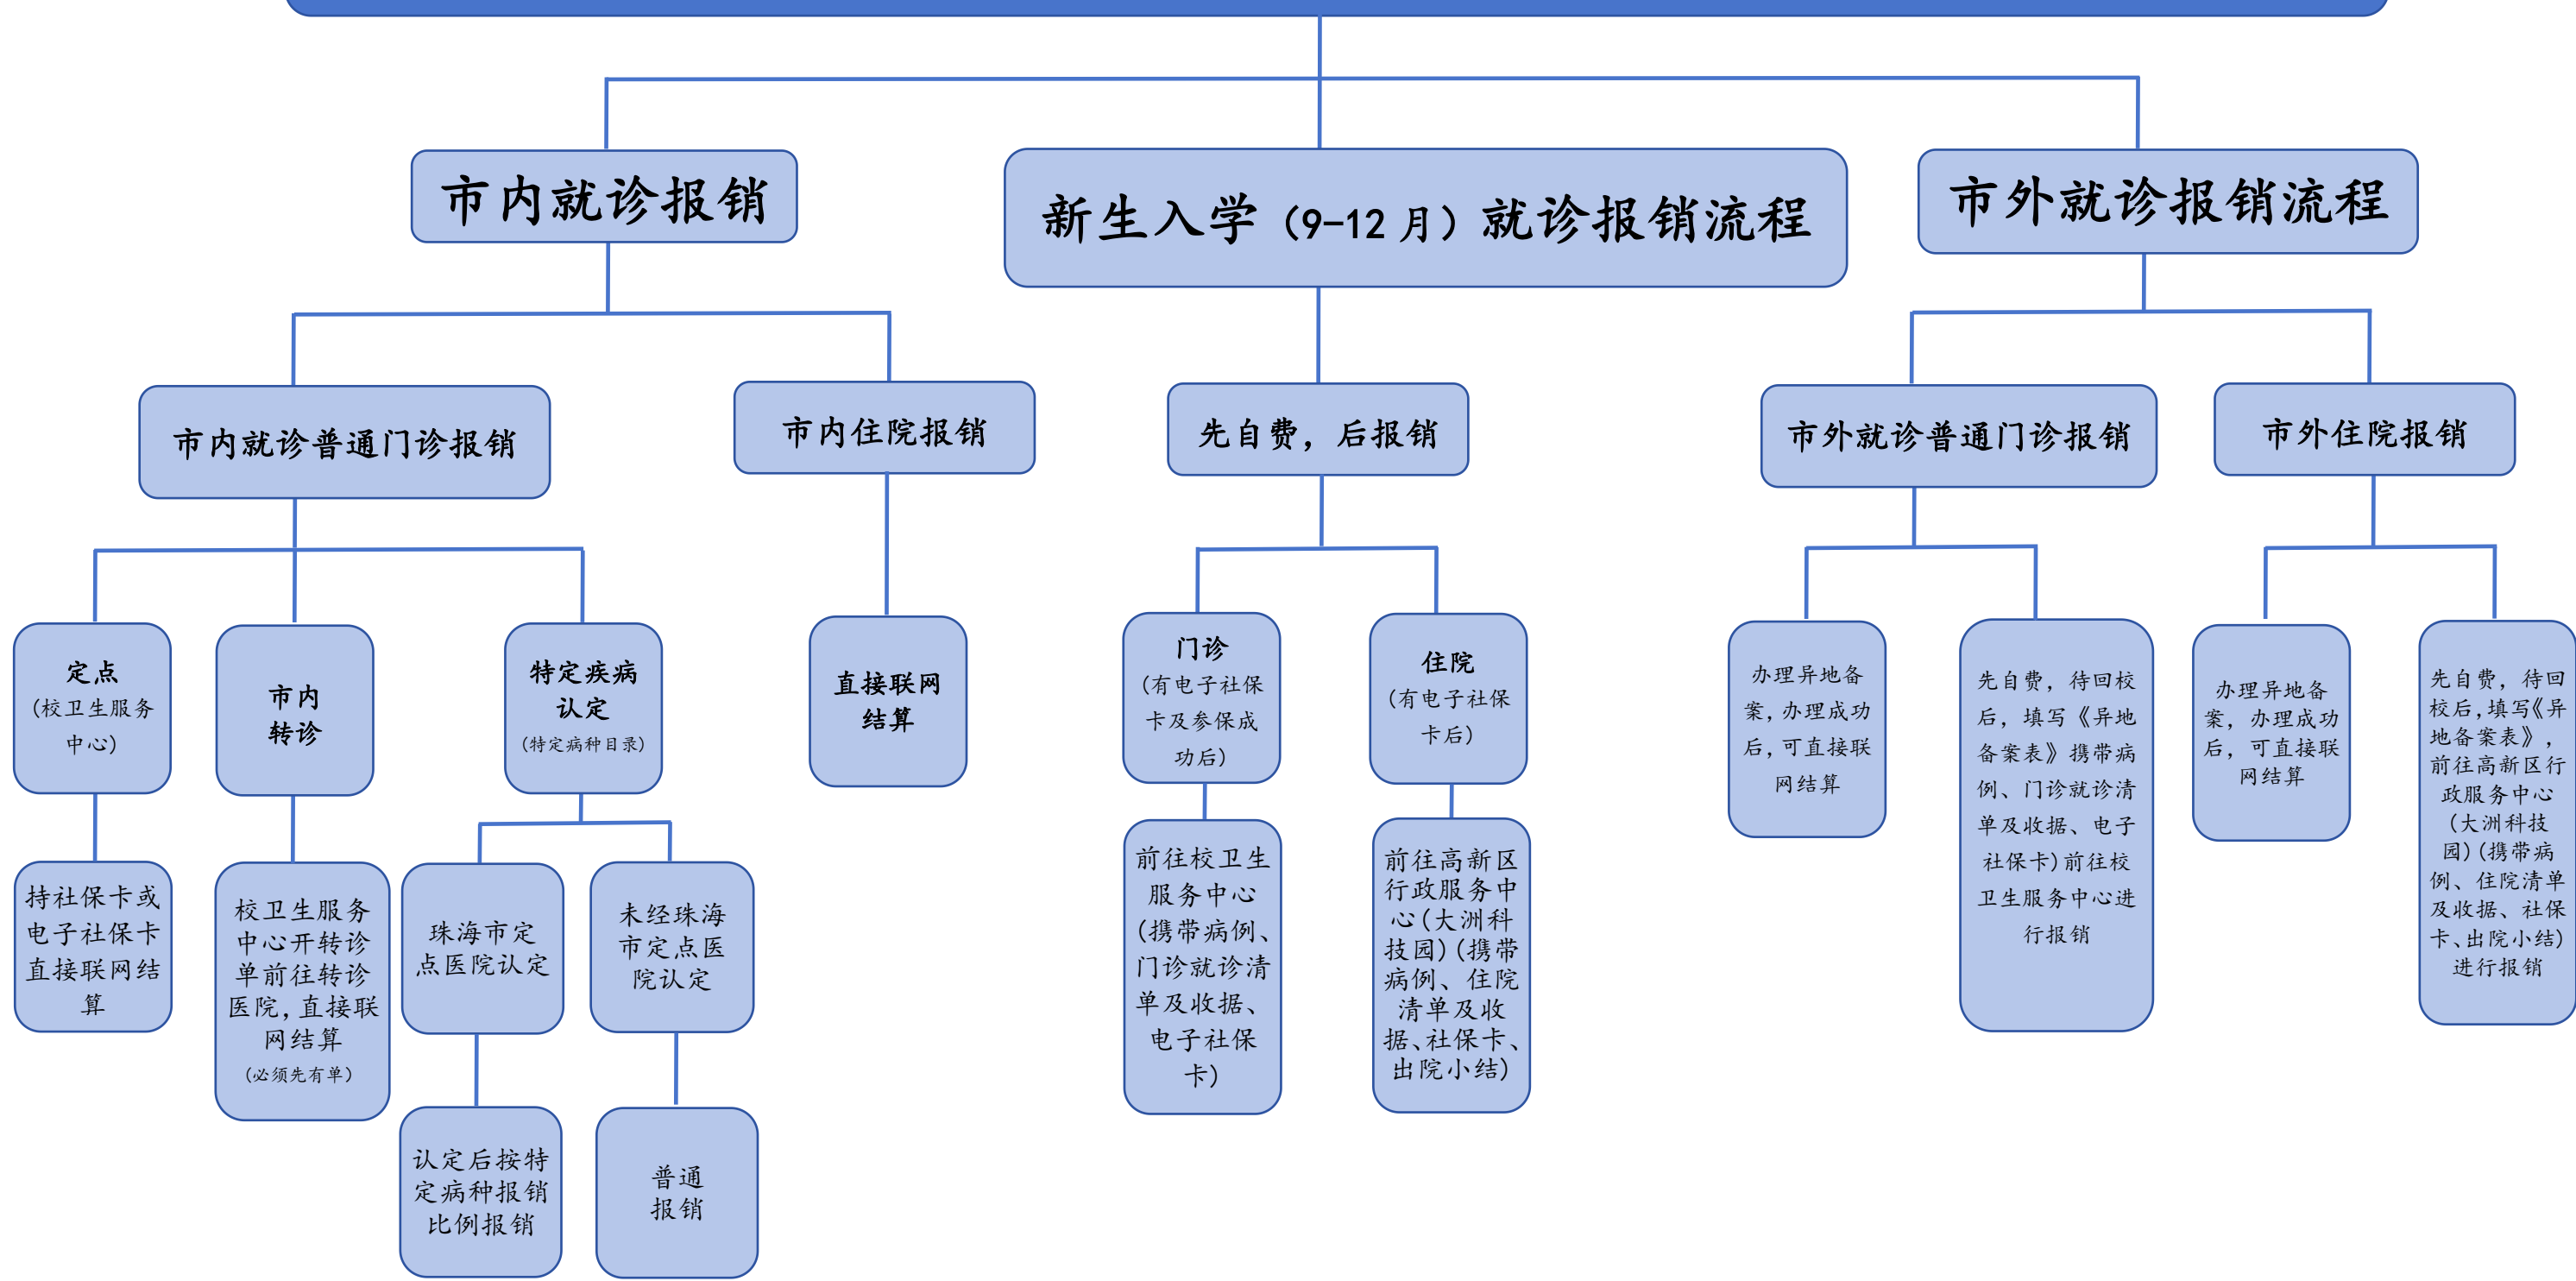 市内就诊报销
新生入学（9-12月）就诊报销流程
市外就诊报销流程
市内就诊普通门诊报销
市内住院报销
先自费，后报销
市外就诊普通门诊报销
市外住院报销
定点
（校卫生服务
中心）
市内
转诊
特定疾病
认定
（特定病种目录）
直接联网
结算
门诊
（有电子社保
卡及参保成
功后）
住院
（有电子社保
卡后）
办理异地备
案，办理成功
后，可直接联
网结算
先自费，待回校
后，填写《异地
备案表》携带病
例、门诊就诊清
单及收据、电子
社保卡）前往校
卫生服务中心进
行报销
办理异地备
案，办理成功
后，可直接联
网结算
先自费，待回
校后，填写《异
地备案表》，
前往高新区行
政服务中心
（大洲科技
园）（携带病
例、住院清单
及收据、社保
卡、出院小结）
进行报销
持社保卡或
电子社保卡
直接联网结
算
校卫生服务
中心开转诊
单前往转诊
医院，直接联
网结算
（必须先有单）
珠海市定
点医院认定
未经珠海
市定点医
院认定
前往校卫生
服务中心
（携带病例、
门诊就诊清
单及收据、
电子社保
卡）
前往高新区
行政服务中
心（大洲科
技园）（携带
病例、住院
清单及收
据、社保卡、
出院小结）
认定后按特
定病种报销
比例报销
普通
报销